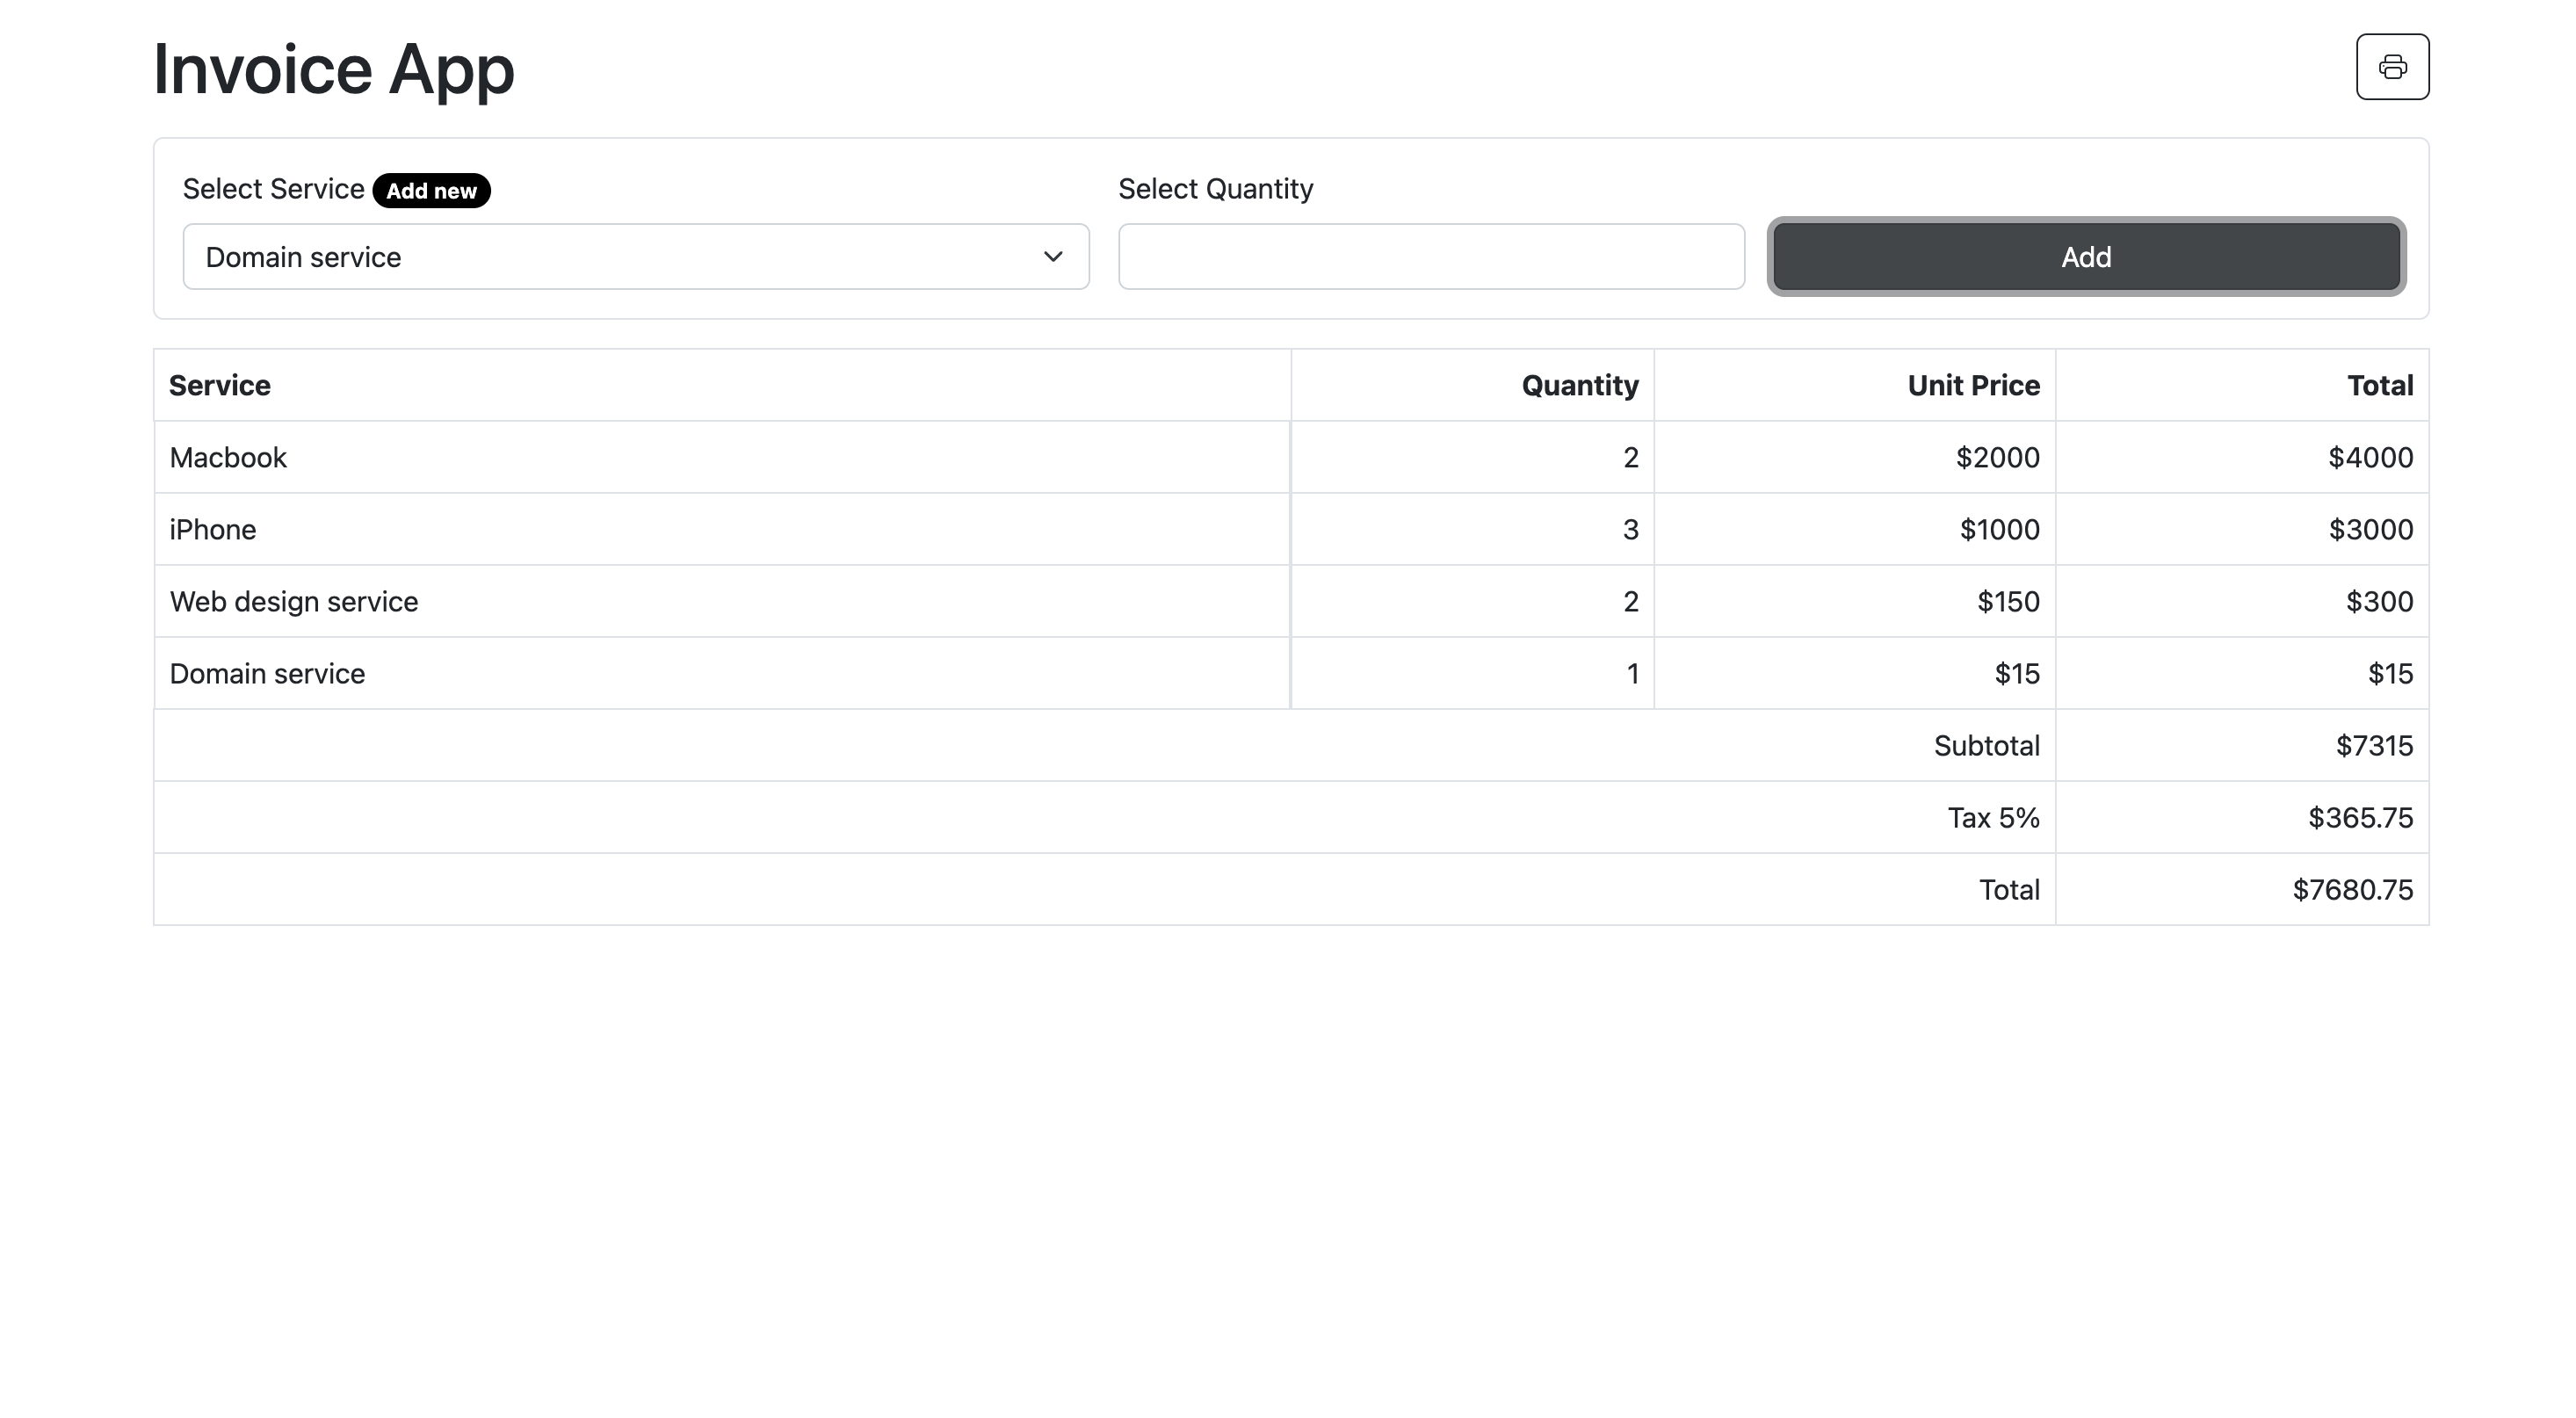 Invoice App
Select Service Add new
Select Quantity
Domain service
Add
Service Quantity Unit Price Total
Macbook 2 $2000 $4000
iPhone 3 $1000 $3000
Web design service 2 $150 $300
Domain service 1 $15 $15
Subtotal $7315
Tax 5% $365.75
Total $7680.75